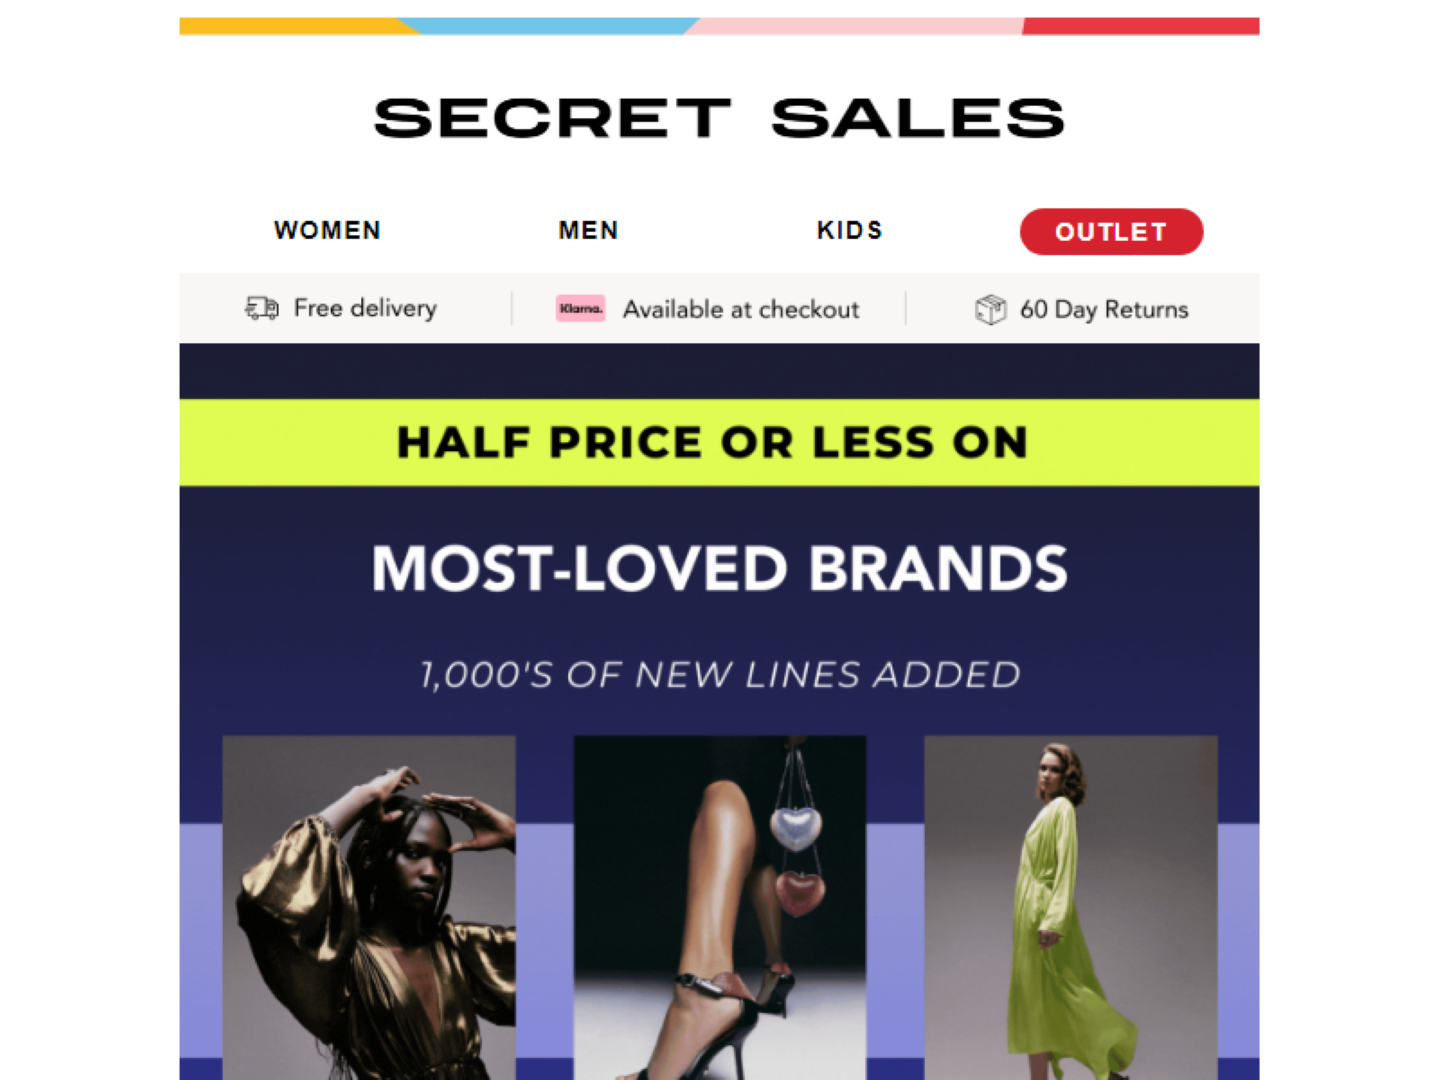 SECRET SALES
WOMEN MEN KIDS OUTLET
Free delivery Klarna. Available at checkout 60 Day Returns
HALF PRICE OR LESS ON
MOST-LOVED BRANDS
1,000'S OF NEW LINES ADDED